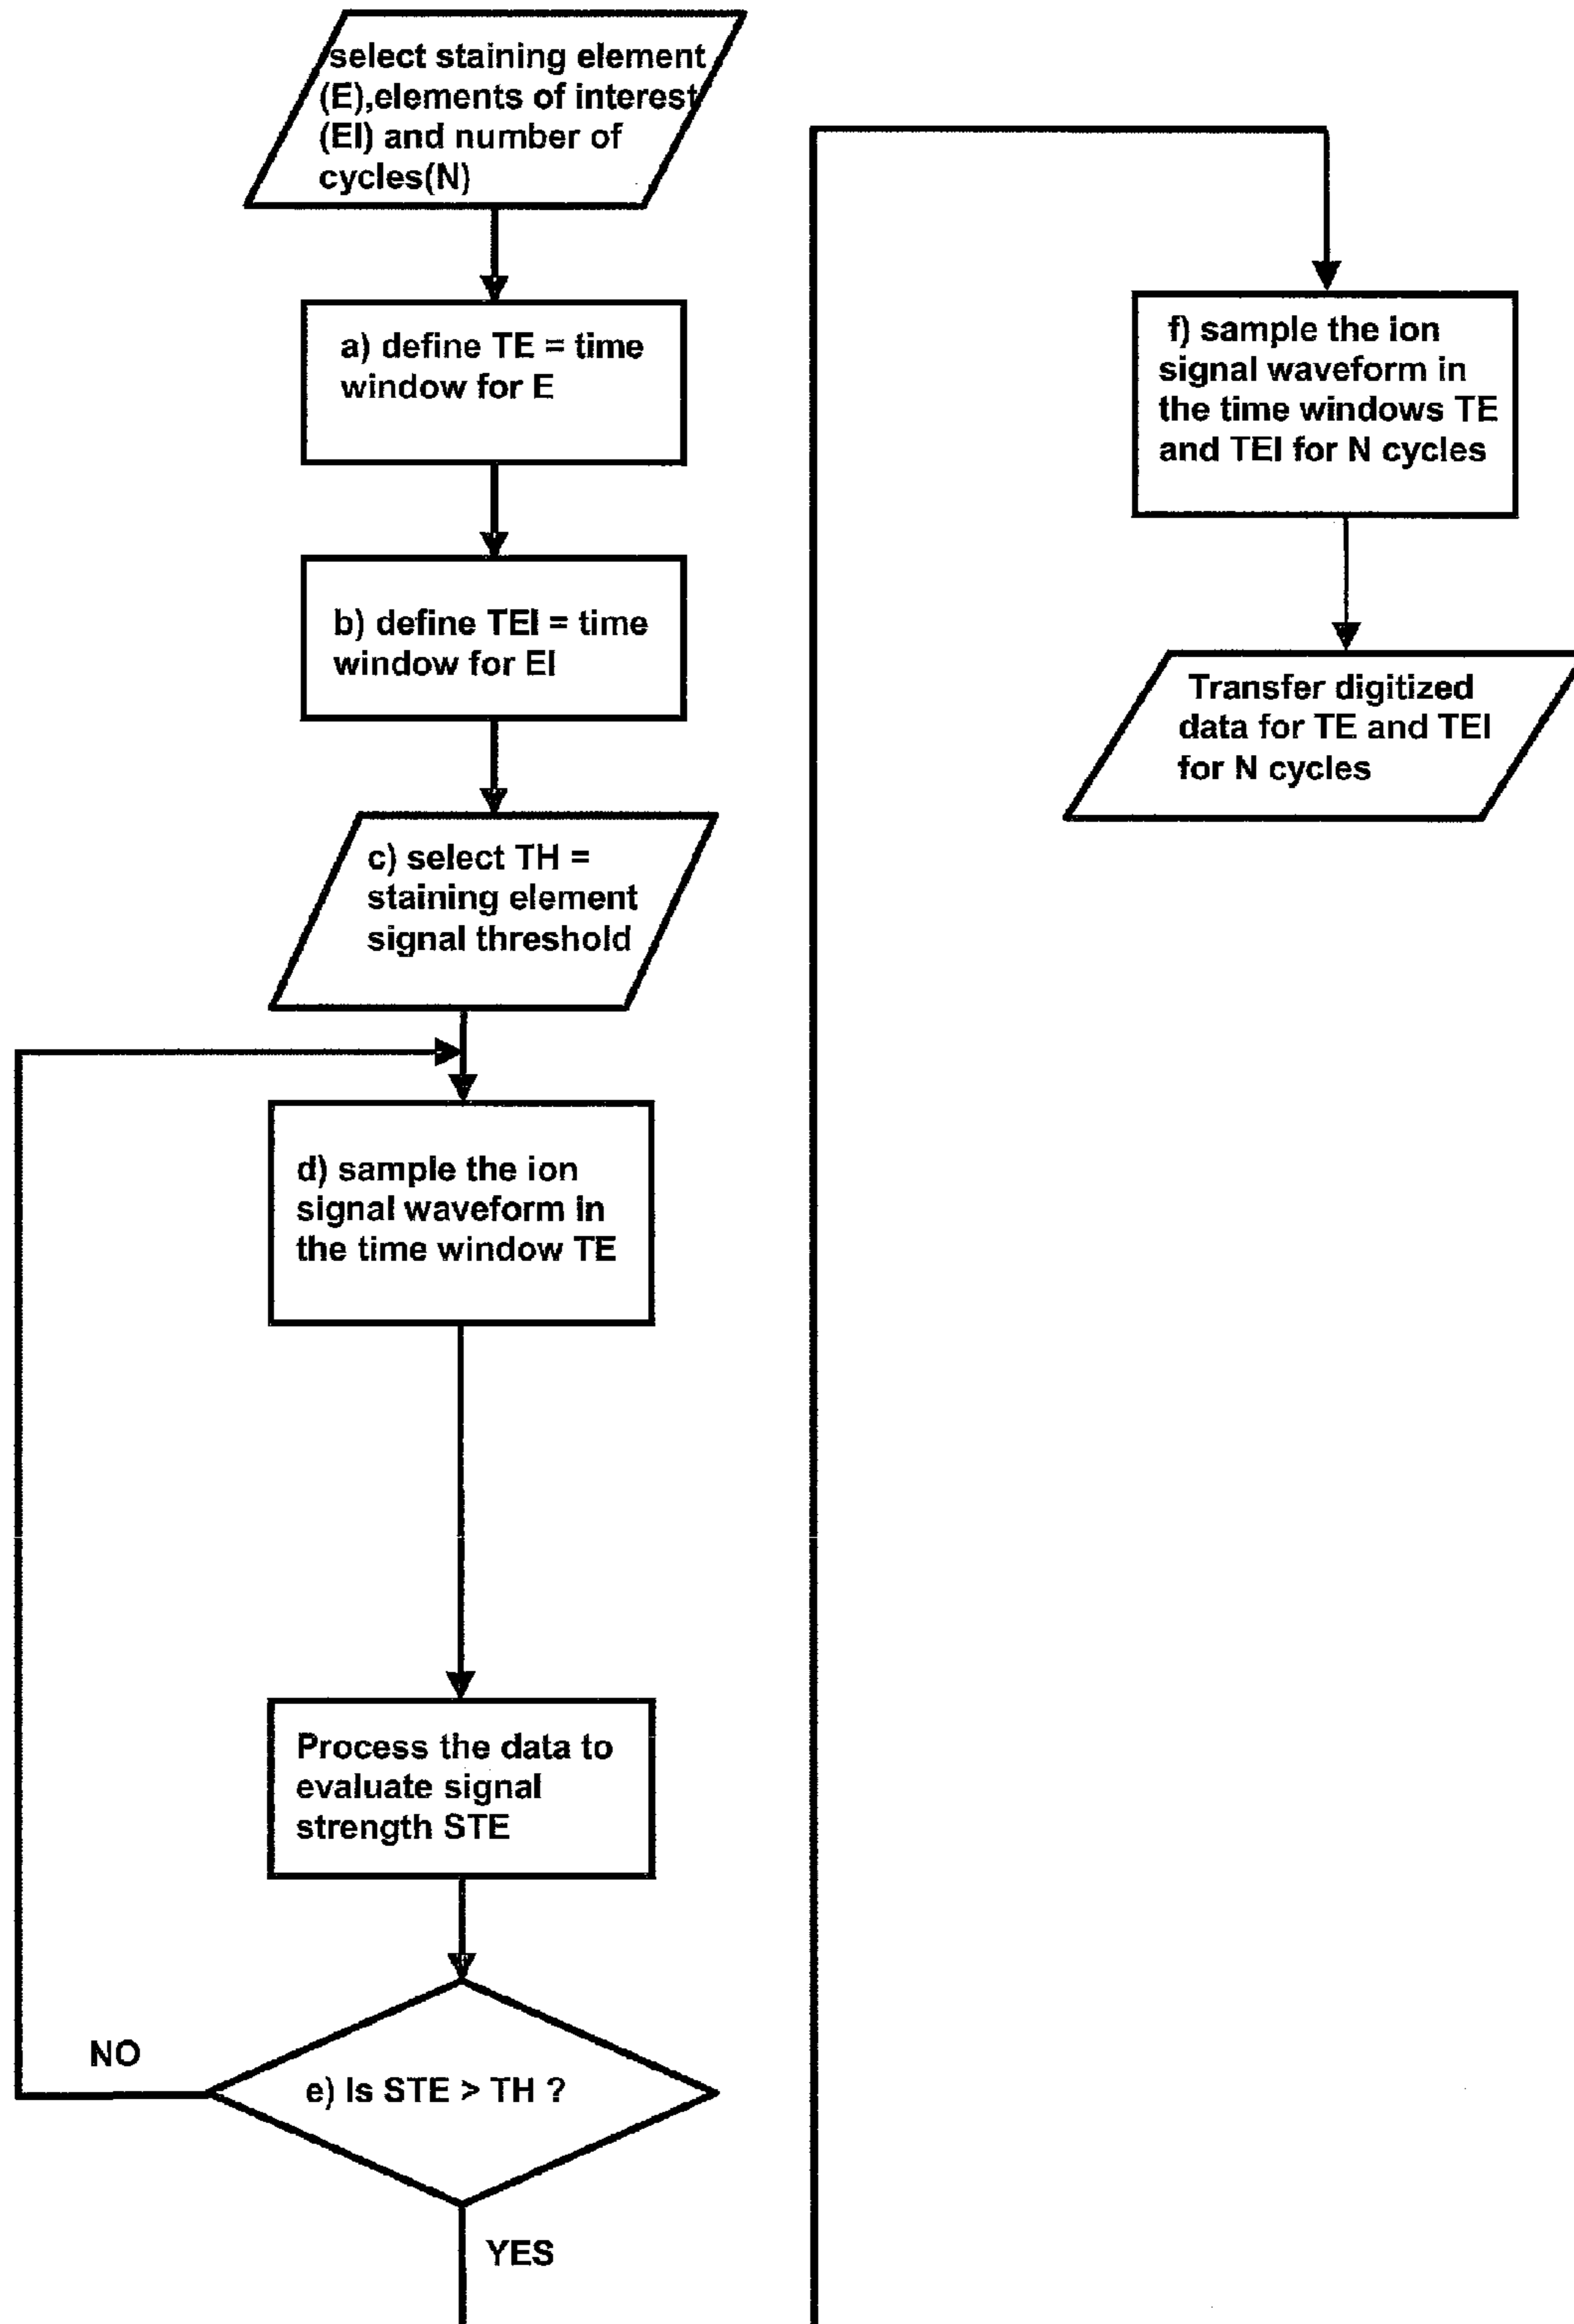 select staining element
(E),elements of interest
(EI) and number of
cycles(N)
a) define TE = time
window for E
b) define TEI = time
window for EI
c) select TH =
staining element
signal threshold
d) sample the ion
signal waveform in
the time window TE
Process the data to
evaluate signal
strength STE
e) Is STE > TH ?
NO
YES
f) sample the ion
signal waveform in
the time windows TE
and TEI for N cycles
Transfer digitized
data for TE and TEI
for N cycles